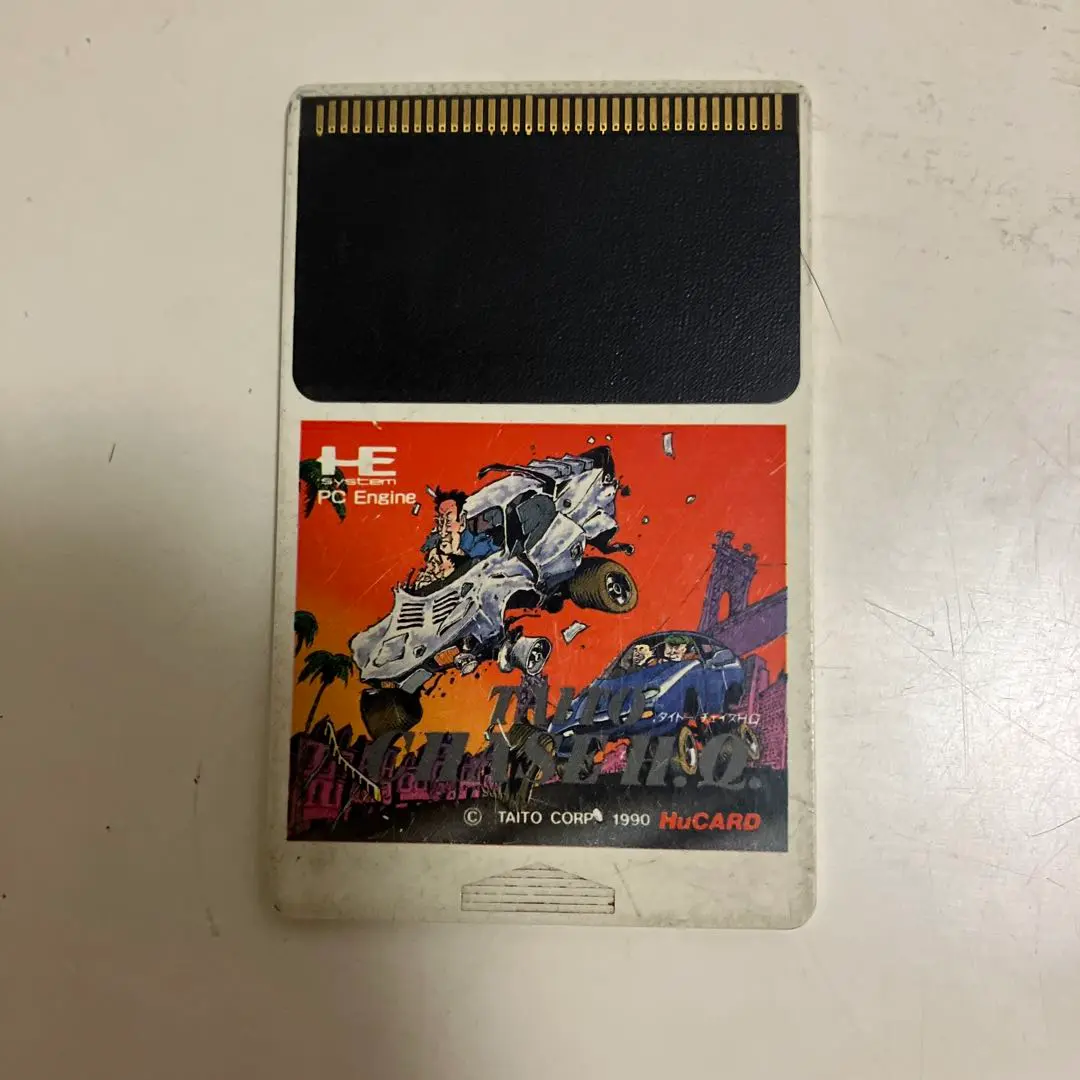 HE
system
PC Engine
TAITO
タイトー チェイスH.Q.
CHASE H.Q.
© TAITO CORP. 1990 HuCARD